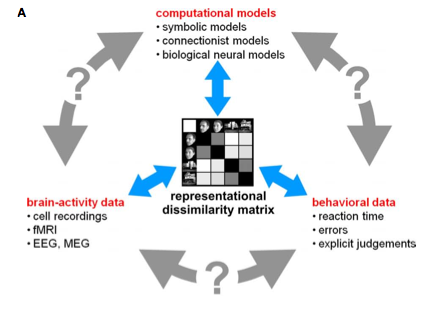 A
computational models
• symbolic models
• connectionist models
• biological neural models
?
?
representational
dissimilarity matrix
brain-activity data
• cell recordings
• fMRI
• EEG, MEG
behavioral data
• reaction time
• errors
• explicit judgements
?